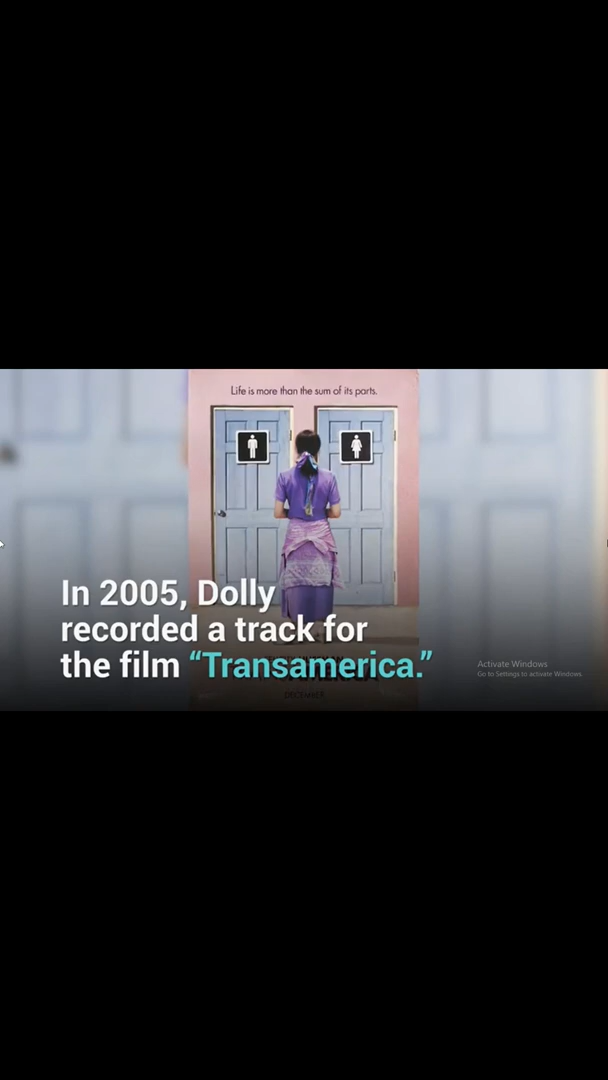 Life is more than the sum of its parts.
In 2005, Dolly
recorded a track for
the film “Transamerica.”
DECEMBER
Activate Windows
Go to Settings to activate Windows.